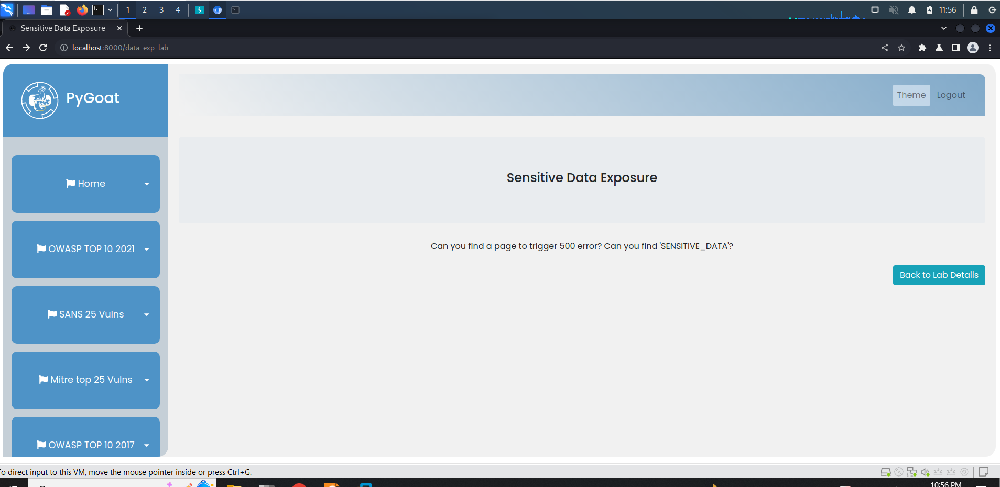 1 2 3 4
11:56
Sensitive Data Exposure
localhost:8000/data_exp_lab
PyGoat
Theme Logout
Home
OWASP TOP 10 2021
SANS 25 Vulns
Mitre top 25 Vulns
OWASP TOP 10 2017
Sensitive Data Exposure
Can you find a page to trigger 500 error? Can you find 'SENSITIVE_DATA'?
Back to Lab Details
To direct input to this VM, move the mouse pointer inside or press Ctrl+G.
10:56 PM